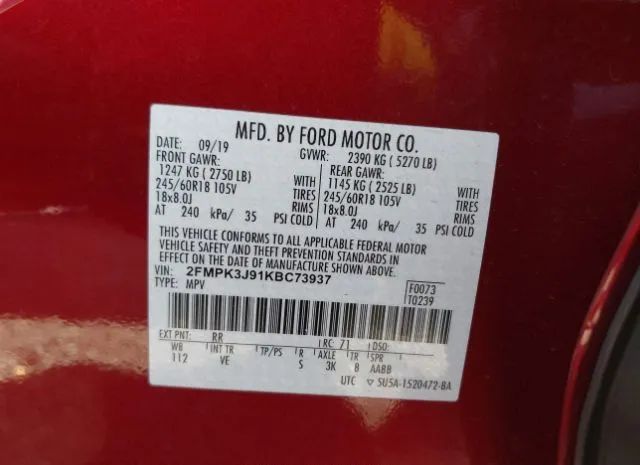 MFD. BY FORD MOTOR CO.
DATE: 09/19 GVWR: 2390 KG ( 5270 LB)
FRONT GAWR: REAR GAWR:
1247 KG ( 2750 LB) WITH 1145 KG ( 2525 LB) WITH
245/60R18 105V TIRES 245/60R18 105V TIRES
18x8.0J RIMS 18x8.0J RIMS
AT 240 kPa/ 35 PSI COLD AT 240 kPa/ 35 PSI COLD
THIS VEHICLE CONFORMS TO ALL APPLICABLE FEDERAL MOTOR
VEHICLE SAFETY AND THEFT PREVENTION STANDARDS IN
EFFECT ON THE DATE OF MANUFACTURE SHOWN ABOVE.
VIN: 2FMPK3J91KBC73937
TYPE: MPV
F0073
T0239
EXT PNT: RR RC: 71 DSO:
WB INT TR TP/PS R AXLE TR SPR
112 VE S 3K 8 AABB
UTC ▽ SU5A-1520472-BA